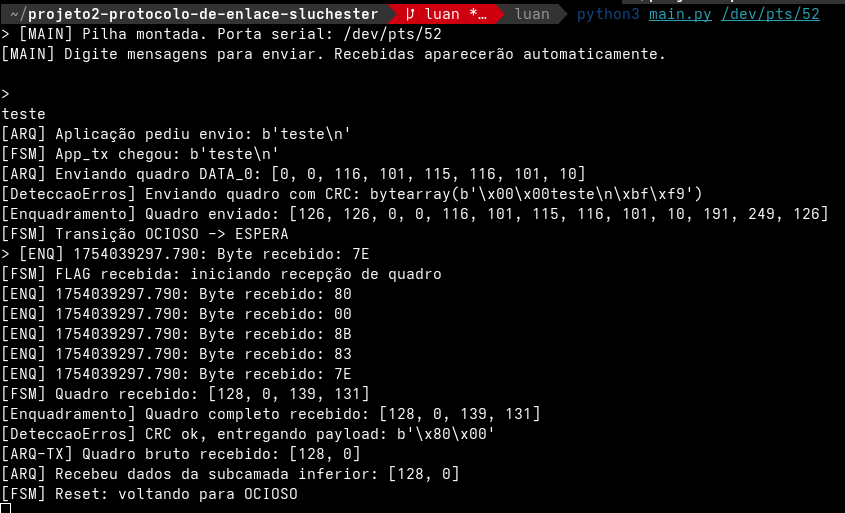 ~/projeto2-protocolo-de-enlace-sluchester luan *… luan python3 main.py /dev/pts/52
> [MAIN] Pilha montada. Porta serial: /dev/pts/52
[MAIN] Digite mensagens para enviar. Recebidas aparecerão automaticamente.
>
teste
[ARQ] Aplicação pediu envio: b'teste\n'
[FSM] App_tx chegou: b'teste\n'
[ARQ] Enviando quadro DATA_0: [0, 0, 116, 101, 115, 116, 101, 10]
[DeteccaoErros] Enviando quadro com CRC: bytearray(b'\x00\x00teste\n\xbf\xf9')
[Enquadramento] Quadro enviado: [126, 126, 0, 0, 116, 101, 115, 116, 101, 10, 191, 249, 126]
[FSM] Transição OCIOSO -> ESPERA
> [ENQ] 1754039297.790: Byte recebido: 7E
[FSM] FLAG recebida: iniciando recepção de quadro
[ENQ] 1754039297.790: Byte recebido: 80
[ENQ] 1754039297.790: Byte recebido: 00
[ENQ] 1754039297.790: Byte recebido: 8B
[ENQ] 1754039297.790: Byte recebido: 83
[ENQ] 1754039297.790: Byte recebido: 7E
[FSM] Quadro recebido: [128, 0, 139, 131]
[Enquadramento] Quadro completo recebido: [128, 0, 139, 131]
[DeteccaoErros] CRC ok, entregando payload: b'\x80\x00'
[ARQ-TX] Quadro bruto recebido: [128, 0]
[ARQ] Recebeu dados da subcamada inferior: [128, 0]
[FSM] Reset: voltando para OCIOSO